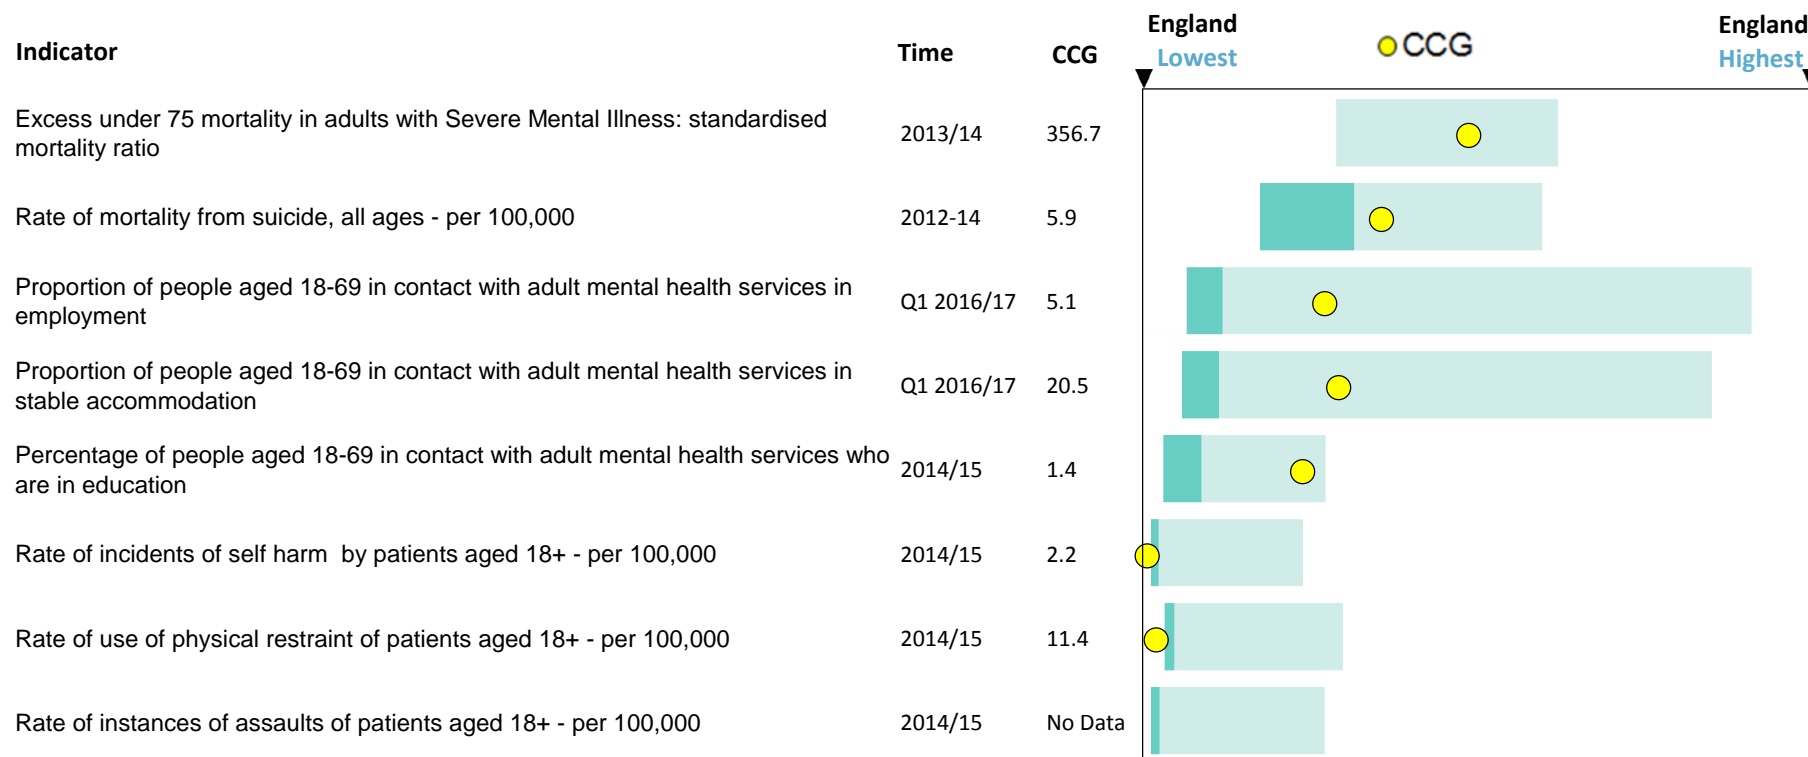 Indicator Time CCG England Lowest CCG England Highest
Excess under 75 mortality in adults with Severe Mental Illness: standardised
mortality ratio
2013/14 356.7
Rate of mortality from suicide, all ages - per 100,000 2012-14 5.9
Proportion of people aged 18-69 in contact with adult mental health services in
employment
Q1 2016/17 5.1
Proportion of people aged 18-69 in contact with adult mental health services in
stable accommodation
Q1 2016/17 20.5
Percentage of people aged 18-69 in contact with adult mental health services who
are in education
2014/15 1.4
Rate of incidents of self harm  by patients aged 18+ - per 100,000 2014/15 2.2
Rate of use of physical restraint of patients aged 18+ - per 100,000 2014/15 11.4
Rate of instances of assaults of patients aged 18+ - per 100,000 2014/15 No Data